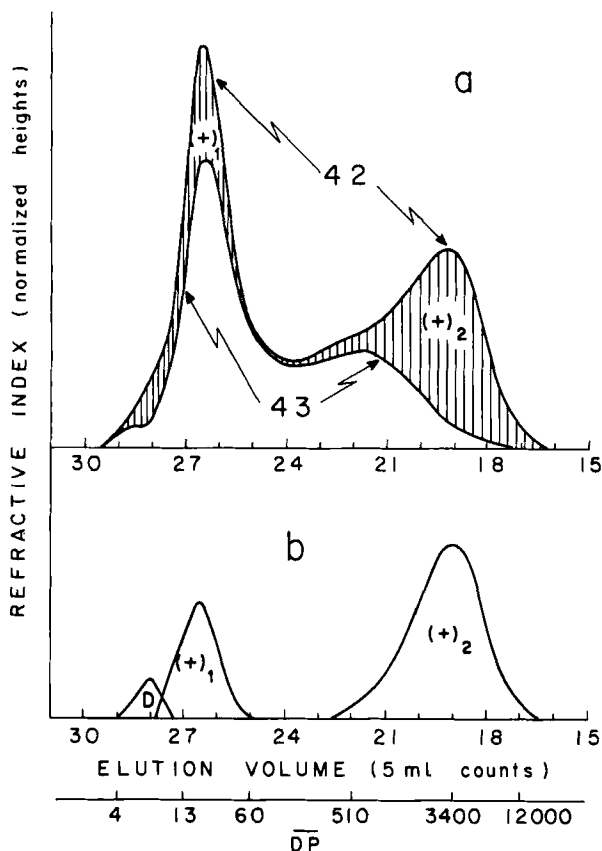 REFRACTIVE INDEX (normalized heights)
a
42
(+)1
(+)2
43
30 27 24 21 18 15
b
D
(+)1
(+)2
30 27 24 21 18 15
ELUTION VOLUME (5 ml counts)
4 13 60 510 3400 12000
DP